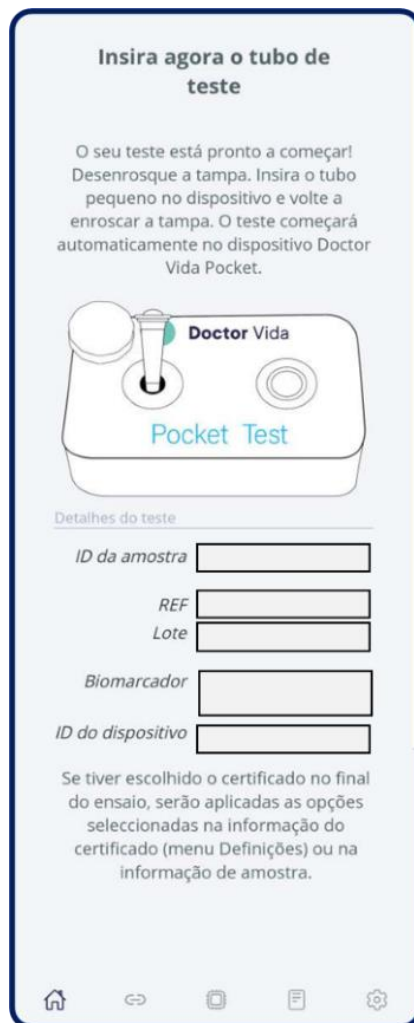 Insira agora o tubo de
teste
O seu teste está pronto a começar!
Desenrosque a tampa. Insira o tubo
pequeno no dispositivo e volte a
enroscar a tampa. O teste começará
automaticamente no dispositivo Doctor
Vida Pocket.
Doctor Vida
Pocket Test
Detalhes do teste
ID da amostra
REF
Lote
Biomarcador
ID do dispositivo
Se tiver escolhido o certificado no final
do ensaio, serão aplicadas as opções
seleccionadas na informação do
certificado (menu Definições) ou na
informação de amostra.